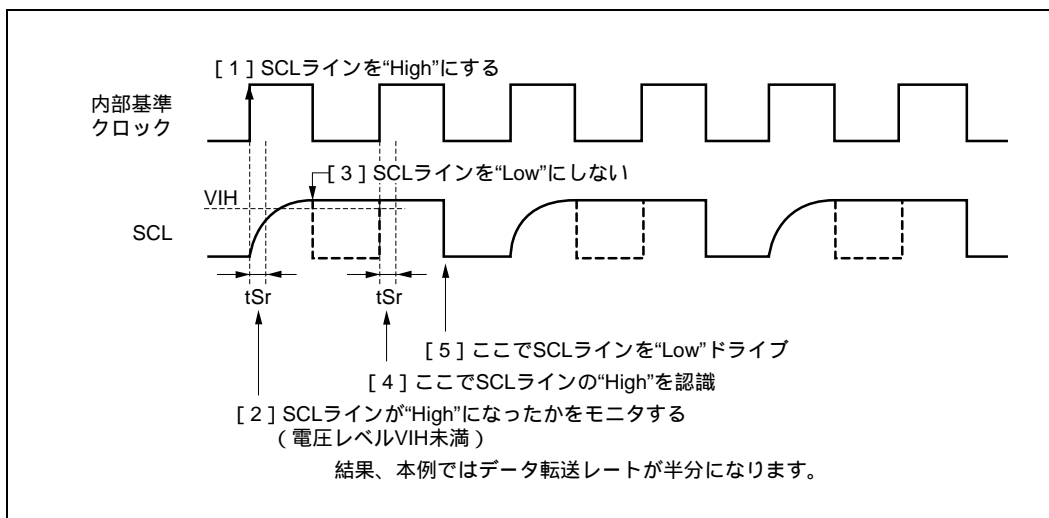 [1] SCLラインを“High”にする
内部基準
クロック
[3] SCLラインを“Low”にしない
VIH
SCL
tSr
tSr
[5] ここでSCLラインを“Low”ドライブ
[4] ここでSCLラインの“High”を認識
[2] SCLラインが“High”になったかをモニタする
(電圧レベルVIH未満)
結果、本例ではデータ転送レートが半分になります。